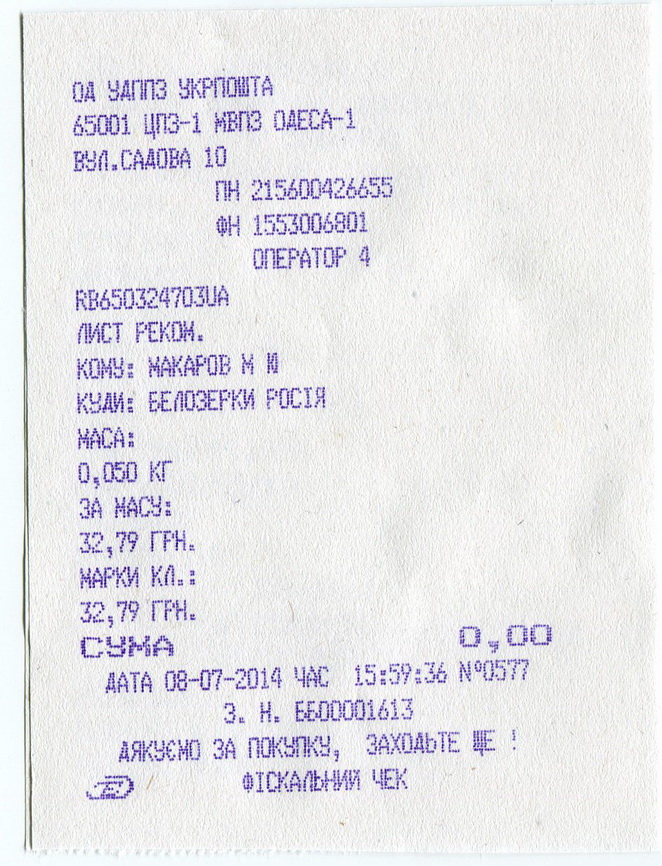 ОД УДППЗ УКРПОШТА
65001 ЦПЗ-1 МВПЗ ОДЕСА-1
ВУЛ.САДОВА 10
ПН 215600426655
ФН 1553006801
ОПЕРАТОР 4
RB650324703UA
ЛИСТ РЕКОМ.
КОМУ: МАКАРОВ М Ю
КУДИ: БЕЛОЗЕРКИ РОСІЯ
МАСА:
0,050 КГ
ЗА МАСУ:
32,79 ГРН.
МАРКИ КЛ.:
32,79 ГРН.
СУМА 0,00
ДАТА 08-07-2014 ЧАС 15:59:36 №0577
З. Н. ББ00001613
ДЯКУЄМО ЗА ПОКУПКУ, ЗАХОДЬТЕ ЩЕ !
ФІСКАЛЬНИЙ ЧЕК